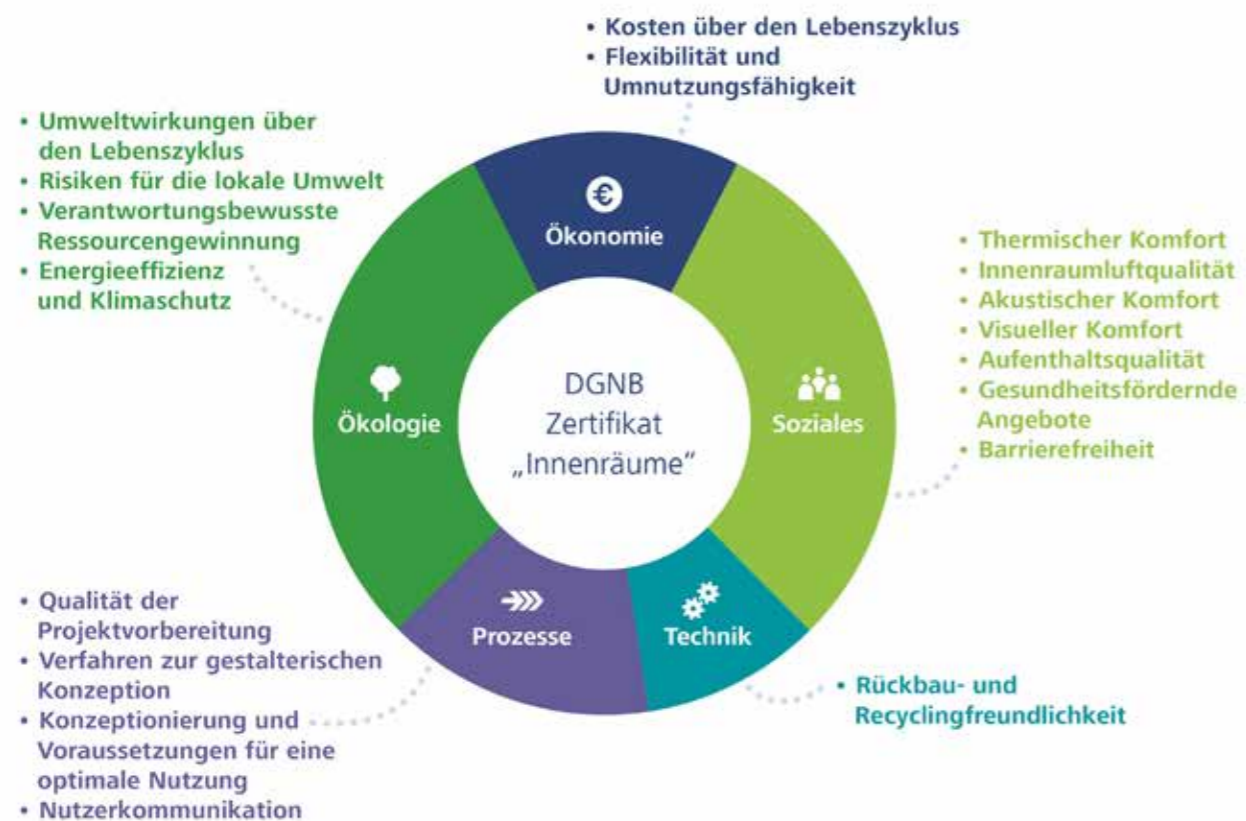 • Kosten über den Lebenszyklus
• Flexibilität und
Umnutzungsfähigkeit
• Umweltwirkungen über
den Lebenszyklus
• Risiken für die lokale Umwelt
• Verantwortungsbewusste
Ressourcengewinnung
• Energieeffizienz
und Klimaschutz
€
Ökonomie
• Thermischer Komfort
• Innenraumluftqualität
• Akustischer Komfort
• Visueller Komfort
• Aufenthaltsqualität
• Gesundheitsfördernde
Angebote
• Barrierefreiheit
Ökologie
DGNB
Zertifikat
„Innenräume“
Soziales
• Qualität der
Projektvorbereitung
• Verfahren zur gestalterischen
Konzeption
• Konzeptionierung und
Voraussetzungen für eine
optimale Nutzung
• Nutzerkommunikation
Prozesse
Technik
• Rückbau- und
Recyclingfreundlichkeit